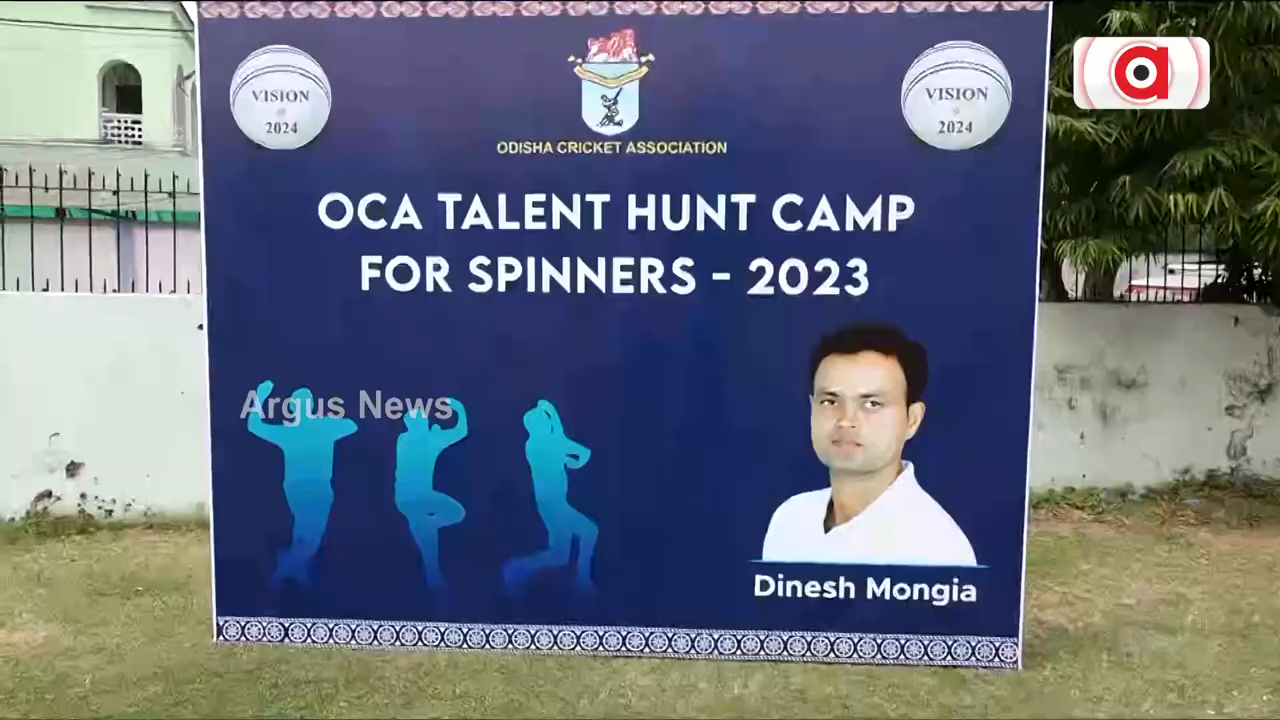 VISION
@
2024
VISION
@
2024
ODISHA CRICKET ASSOCIATION
OCA TALENT HUNT CAMP
FOR SPINNERS - 2023
Argus News
Dinesh Mongia
a